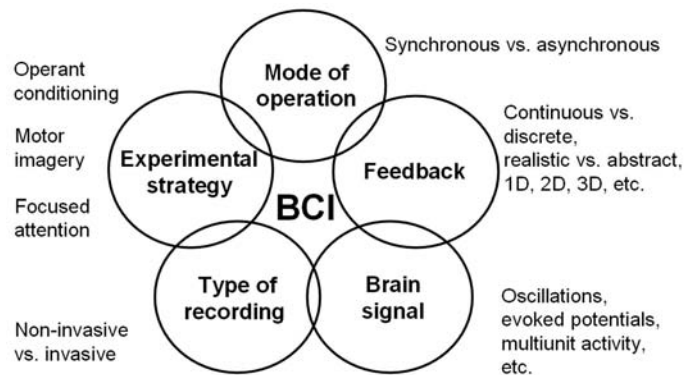 Synchronous vs. asynchronous
Mode of
operation
Operant
conditioning
Motor
imagery
Focused
attention
Experimental
strategy
Feedback
Continuous vs.
discrete,
realistic vs. abstract,
1D, 2D, 3D, etc.
BCI
Type of
recording
Brain
signal
Non-invasive
vs. invasive
Oscillations,
evoked potentials,
multiunit activity,
etc.